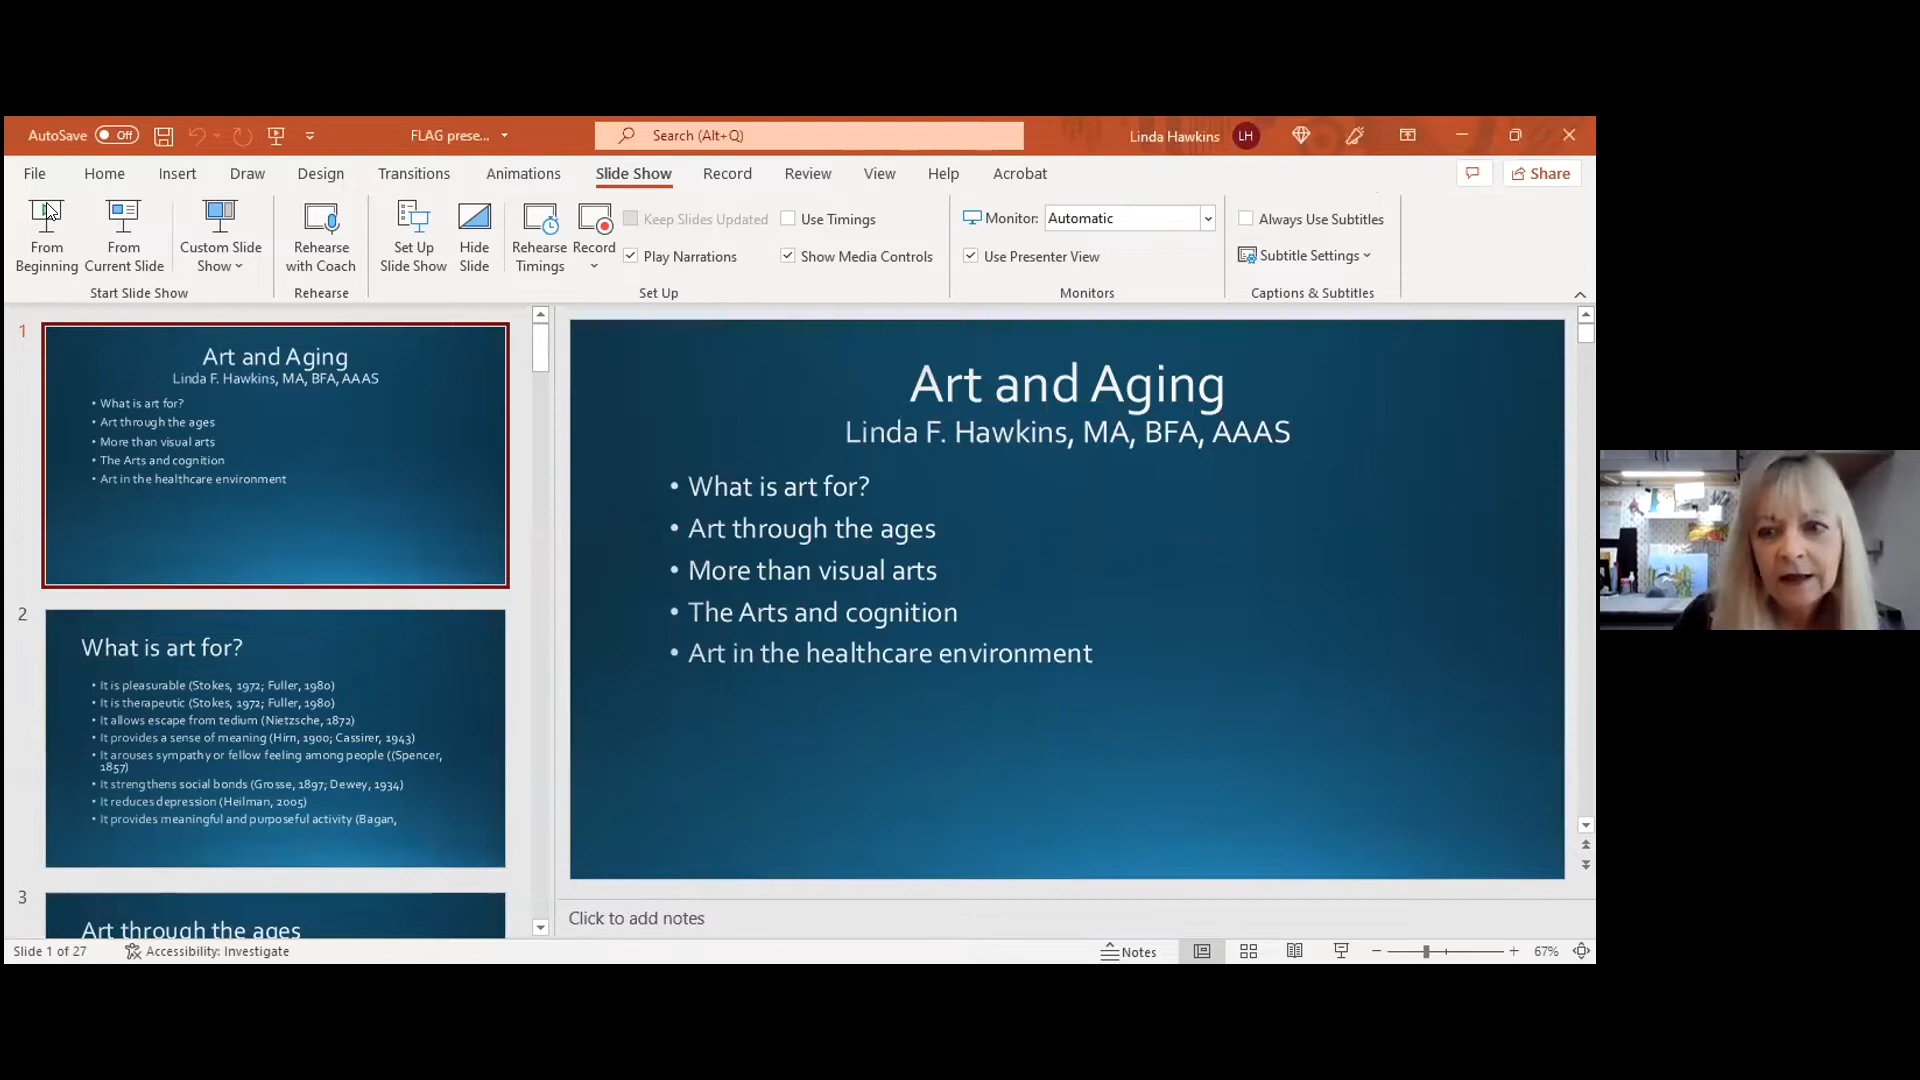 AutoSave Off FLAG prese... Search (Alt+Q) Linda Hawkins LH
File Home Insert Draw Design Transitions Animations Slide Show Record Review View Help Acrobat Share
From Beginning
From Current Slide
Custom Slide Show
Start Slide Show
Rehearse with Coach
Rehearse
Set Up Slide Show
Hide Slide
Rehearse Timings
Record
Keep Slides Updated
Use Timings
Play Narrations
Show Media Controls
Set Up
Monitor: Automatic
Use Presenter View
Monitors
Always Use Subtitles
Subtitle Settings
Captions & Subtitles
1
Art and Aging
Linda F. Hawkins, MA, BFA, AAAS
• What is art for?
• Art through the ages
• More than visual arts
• The Arts and cognition
• Art in the healthcare environment
2
What is art for?
• It is pleasurable (Stokes, 1972; Fuller, 1980)
• It is therapeutic (Stokes, 1972; Fuller, 1980)
• It allows escape from tedium (Nietzsche, 1872)
• It provides a sense of meaning (Hirn, 1900; Cassirer, 1943)
• It arouses sympathy or fellow feeling among people ((Spencer,
1857)
• It strengthens social bonds (Grosse, 1897; Dewey, 1934)
• It reduces depression (Heilman, 2005)
• It provides meaningful and purposeful activity (Bagan,
3
Art through the ages
Art and Aging
Linda F. Hawkins, MA, BFA, AAAS
• What is art for?
• Art through the ages
• More than visual arts
• The Arts and cognition
• Art in the healthcare environment
Click to add notes
Slide 1 of 27 Accessibility: Investigate Notes 67%